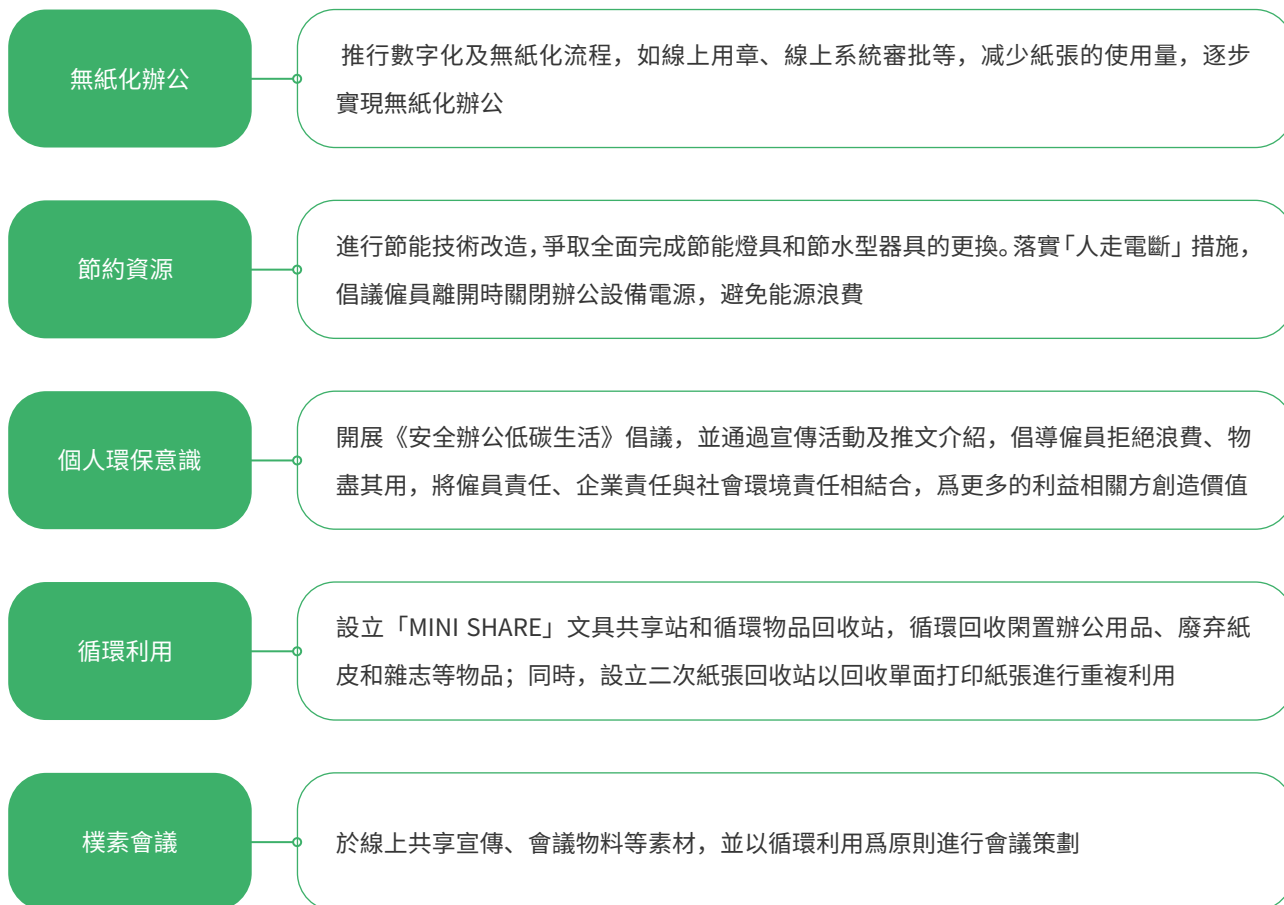 無紙化辦公
推行數字化及無紙化流程，如線上用章、線上系統審批等，减少紙張的使用量，逐步
實現無紙化辦公
節約資源
進行節能技術改造，爭取全面完成節能燈具和節水型器具的更換。落實「人走電斷」措施，
倡議僱員離開時關閉辦公設備電源，避免能源浪費
個人環保意識
開展《安全辦公低碳生活》倡議，並通過宣傳活動及推文介紹，倡導僱員拒絕浪費、物
盡其用，將僱員責任、企業責任與社會環境責任相結合，爲更多的利益相關方創造價值
循環利用
設立「MINI SHARE」文具共享站和循環物品回收站，循環回收閑置辦公用品、廢弃紙
皮和雜志等物品；同時，設立二次紙張回收站以回收單面打印紙張進行重複利用
樸素會議
於線上共享宣傳、會議物料等素材，並以循環利用爲原則進行會議策劃